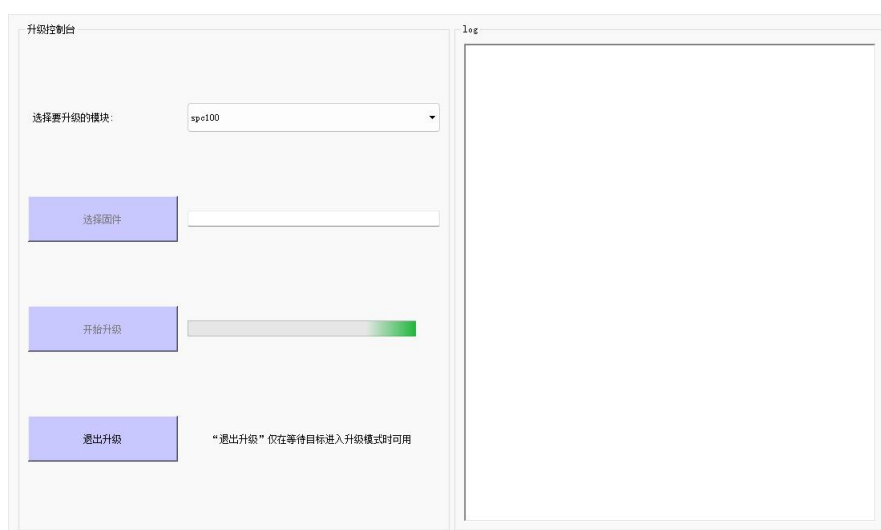 升级控制台
log
选择要升级的模块:
spc100
选择固件
开始升级
退出升级
“退出升级”仅在等待目标进入升级模式时可用